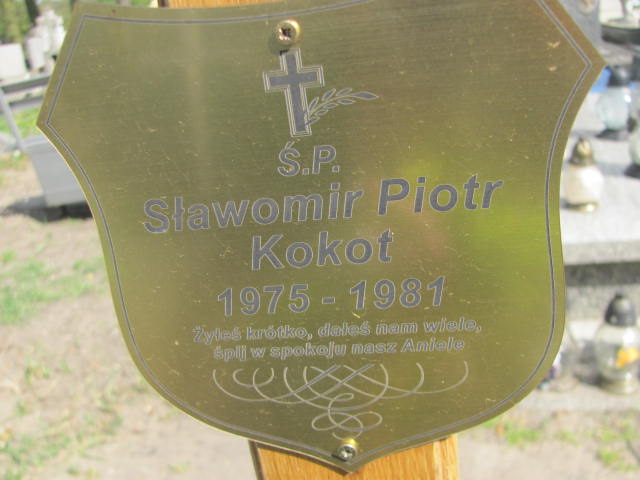 Ś.P.
Sławomir Piotr
Kokot
1975 - 1981
Żyłeś krótko, dałeś nam wiele,
śpij w spokoju nasz Aniele